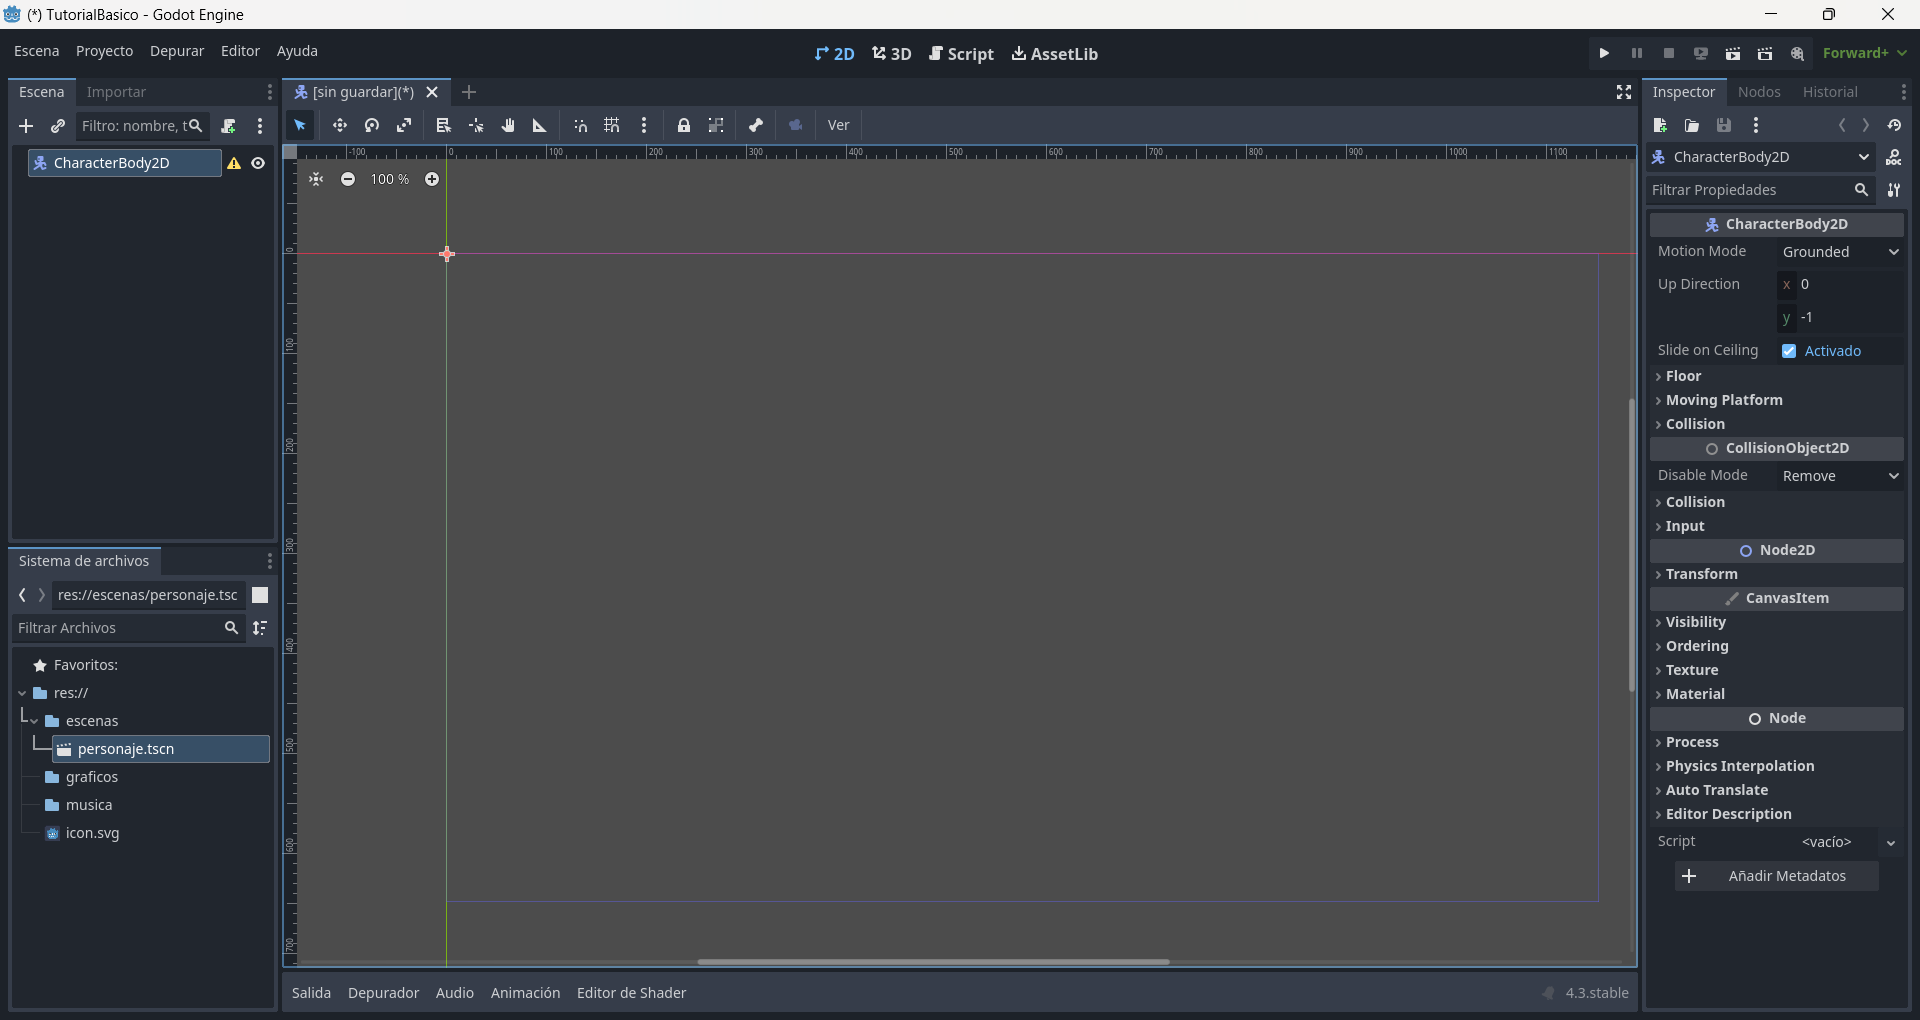 (*) TutorialBasico - Godot Engine
Escena Proyecto Depurar Editor Ayuda
2D 3D Script AssetLib
Forward+
Escena Importar
Filtro: nombre, t
CharacterBody2D
[sin guardar](*)
Ver
-100 0 100 200 300 400 500 600 700 800 900 1000 1100
100 %
0
100
200
300
400
500
600
700
Sistema de archivos
res://escenas/personaje.tsc
Filtrar Archivos
Favoritos:
res://
escenas
personaje.tscn
graficos
musica
icon.svg
Salida Depurador Audio Animación Editor de Shader
4.3.stable
Inspector Nodos Historial
CharacterBody2D
DOC
Filtrar Propiedades
CharacterBody2D
Motion Mode Grounded
Up Direction x 0
y -1
Slide on Ceiling Activado
Floor
Moving Platform
Collision
CollisionObject2D
Disable Mode Remove
Collision
Input
Node2D
Transform
CanvasItem
Visibility
Ordering
Texture
Material
Node
Process
Physics Interpolation
Auto Translate
Editor Description
Script <vacío>
Añadir Metadatos